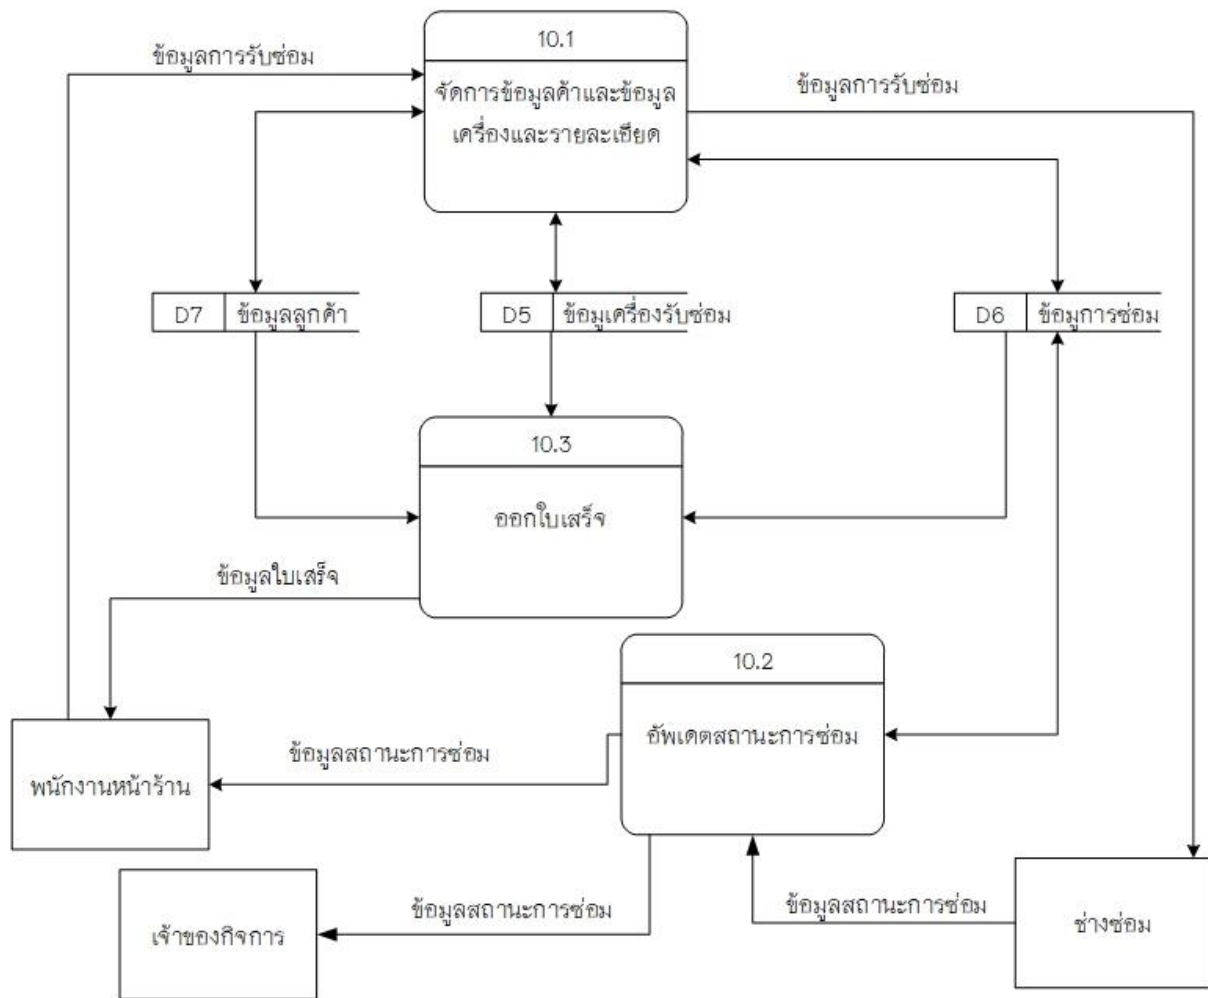 10.1
ข้อมูลการรับซ่อม
จัดการข้อมูลค้าและข้อมูล
เครื่องและรายละเอียด
ข้อมูลการรับซ่อม
D7 ข้อมูลลูกค้า
D5 ข้อมูเครื่องรับซ่อม
D6 ข้อมูการซ่อม
10.3
ออกใบเสร็จ
ข้อมูลใบเสร็จ
10.2
อัพเดตสถานะการซ่อม
ข้อมูลสถานะการซ่อม
พนักงานหน้าร้าน
ข้อมูลสถานะการซ่อม
เจ้าของกิจการ
ข้อมูลสถานะการซ่อม
ช่างซ่อม